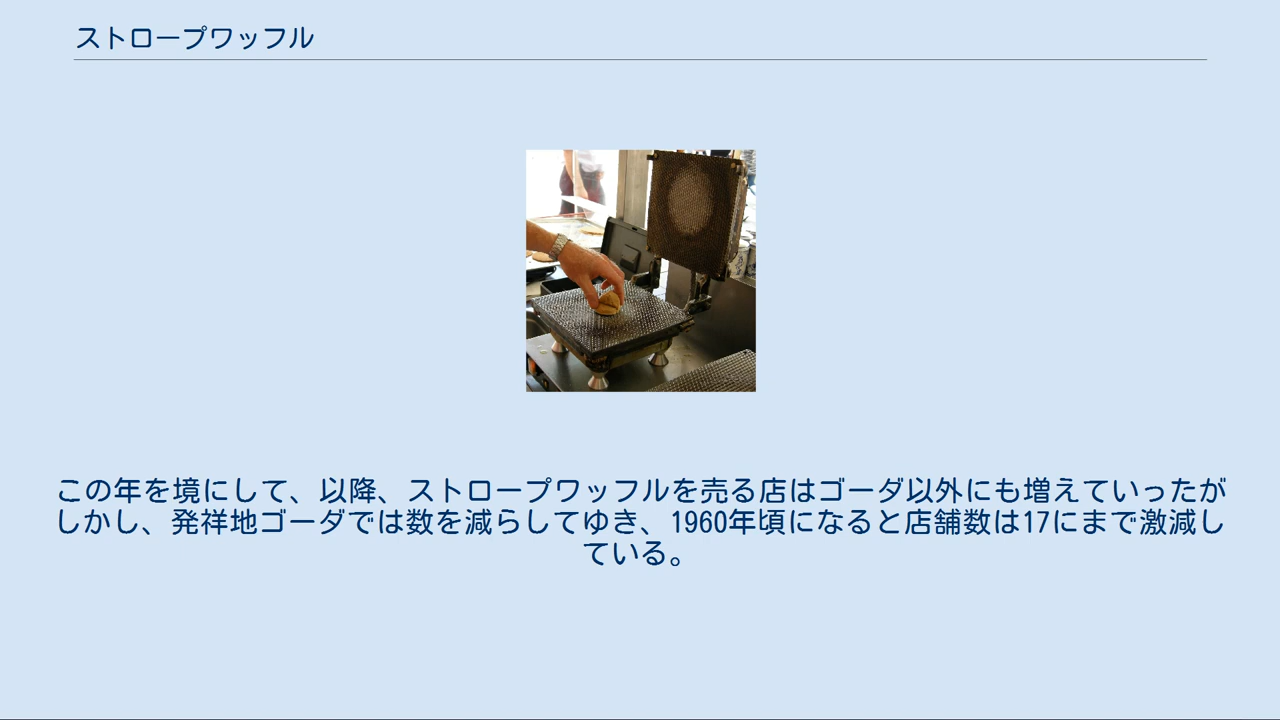 ストロープワッフル
この年を境にして、以降、ストロープワッフルを売る店はゴーダ以外にも増えていったが
しかし、発祥地ゴーダでは数を減らしてゆき、1960年頃になると店舗数は17にまで激減し
ている。